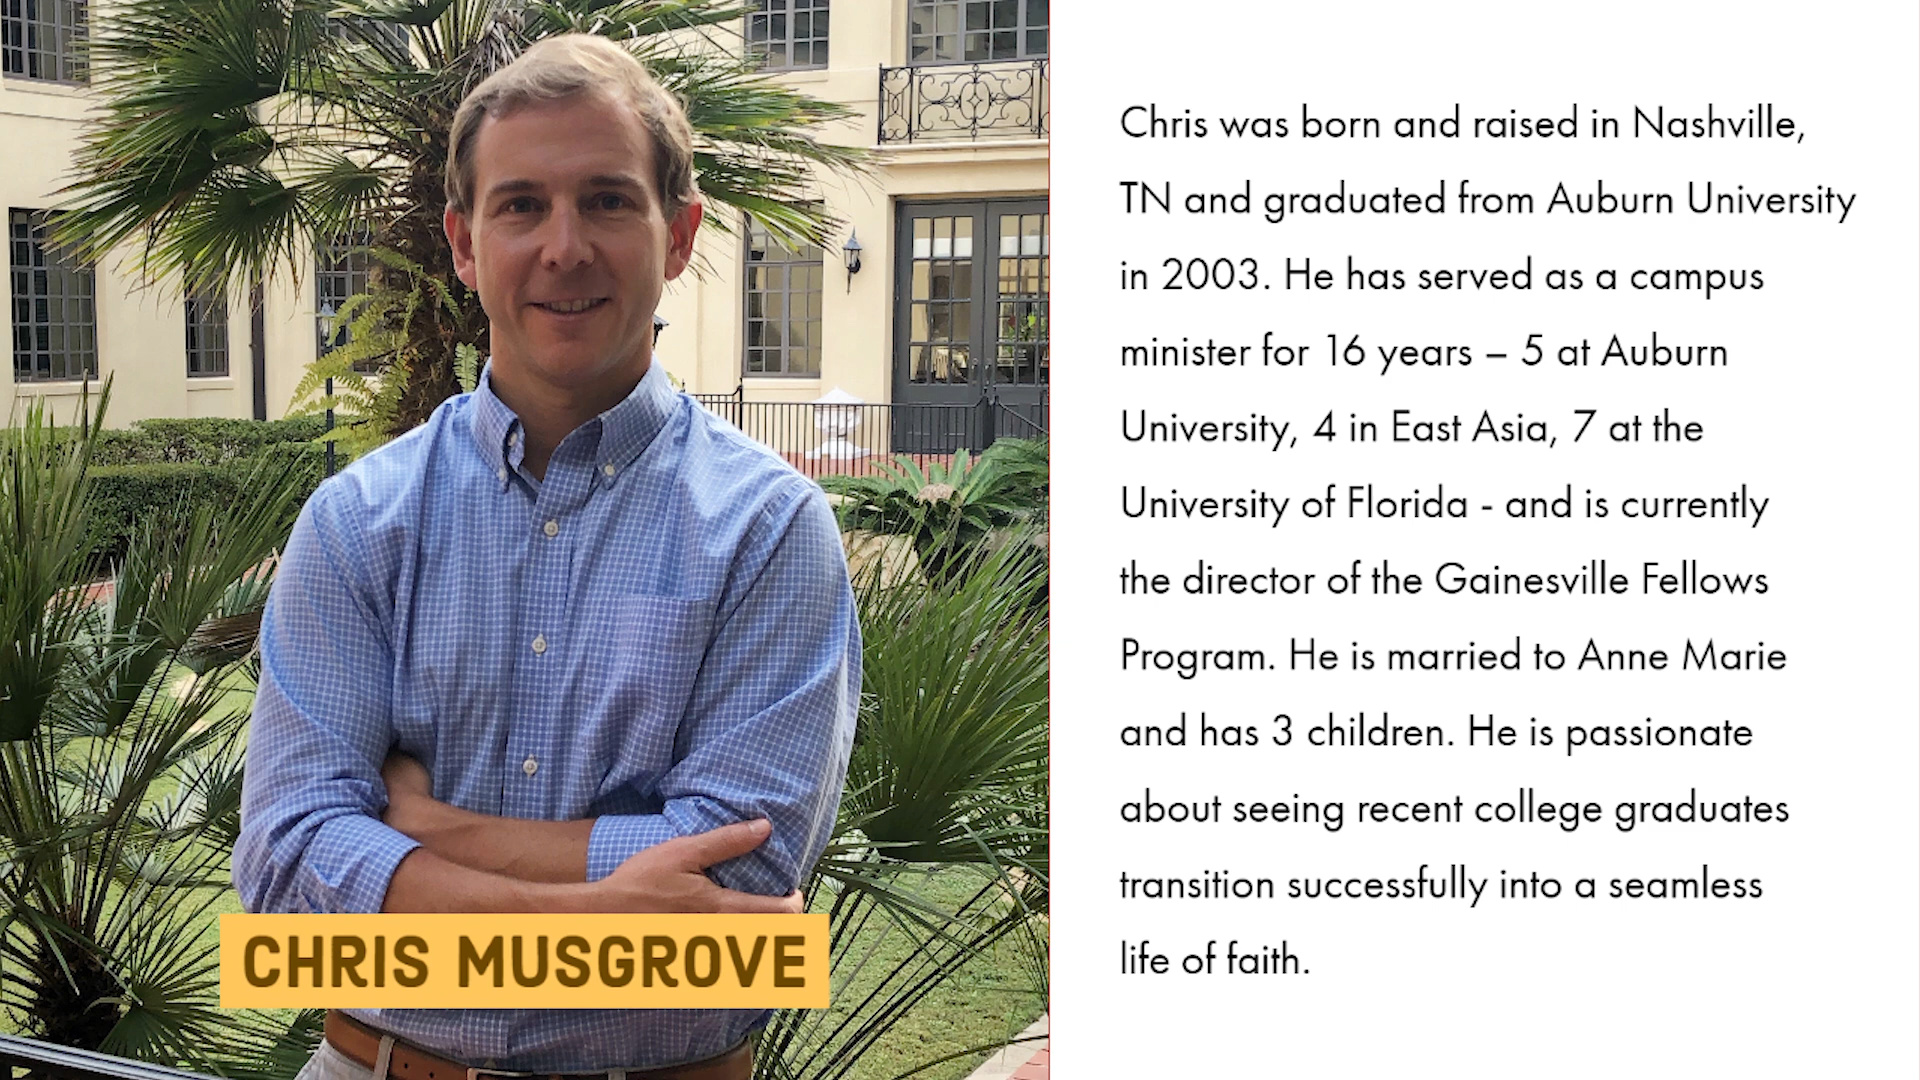 CHRIS MUSGROVE
Chris was born and raised in Nashville,
TN and graduated from Auburn University
in 2003. He has served as a campus
minister for 16 years – 5 at Auburn
University, 4 in East Asia, 7 at the
University of Florida - and is currently
the director of the Gainesville Fellows
Program. He is married to Anne Marie
and has 3 children. He is passionate
about seeing recent college graduates
transition successfully into a seamless
life of faith.